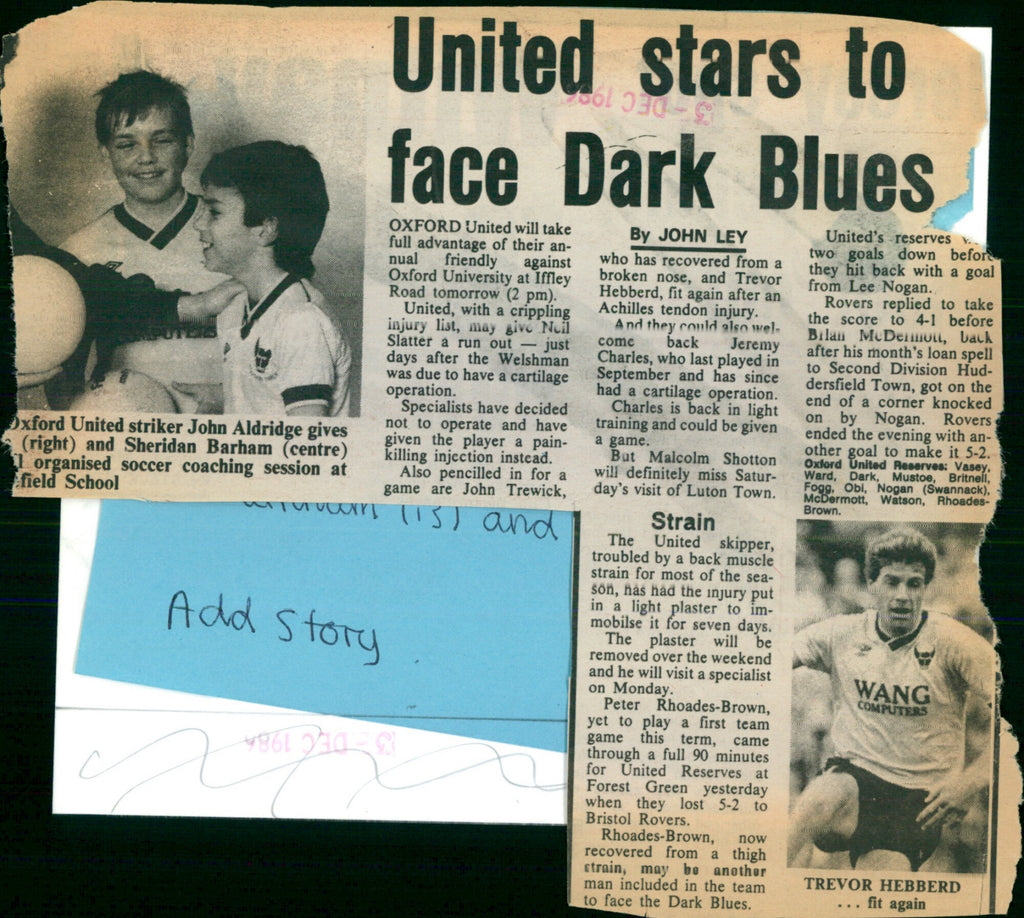 United stars to
face Dark Blues
3 - DEC 1986
OXFORD United will take
full advantage of their an-
nual friendly against
Oxford University at Iffley
Road tomorrow (2 pm).
United, with a crippling
injury list, may give Neil
Slatter a run out — just
days after the Welshman
was due to have a cartilage
operation.
Specialists have decided
not to operate and have
given the player a pain-
killing injection instead.
Also pencilled in for a
game are John Trewick,
By JOHN LEY
who has recovered from a
broken nose, and Trevor
Hebberd, fit again after an
Achilles tendon injury.
And they could also wel-
come back Jeremy
Charles, who last played in
September and has since
had a cartilage operation.
Charles is back in light
training and could be given
a game.
But Malcolm Shotton
will definitely miss Satur-
day's visit of Luton Town.
Strain
The United skipper,
troubled by a back muscle
strain for most of the sea-
son, has had the injury put
in a light plaster to im-
mobilse it for seven days.
The plaster will be
removed over the weekend
and he will visit a specialist
on Monday.
Peter Rhoades-Brown,
yet to play a first team
game this term, came
through a full 90 minutes
for United Reserves at
Forest Green yesterday
when they lost 5-2 to
Bristol Rovers.
Rhoades-Brown, now
recovered from a thigh
strain, may be another
man included in the team
to face the Dark Blues.
United's reserves
two goals down before
they hit back with a goal
from Lee Nogan.
Rovers replied to take
the score to 4-1 before
Brian McDermott, back
after his month's loan spell
to Second Division Hud-
dersfield Town, got on the
end of a corner knocked
on by Nogan. Rovers
ended the evening with an-
other goal to make it 5-2.
Oxford United Reserves: Vasey,
Ward, Dark, Mustoe, Britnell,
Fogg, Obi, Nogan (Swannack),
McDermott, Watson, Rhoades-
Brown.
COMPUTERS
Oxford United striker John Aldridge gives
(right) and Sheridan Barham (centre)
organised soccer coaching session at
field School
(13) and
Add Story
3 - DEC 1986
WANG
COMPUTERS
TREVOR HEBBERD
. . . fit again